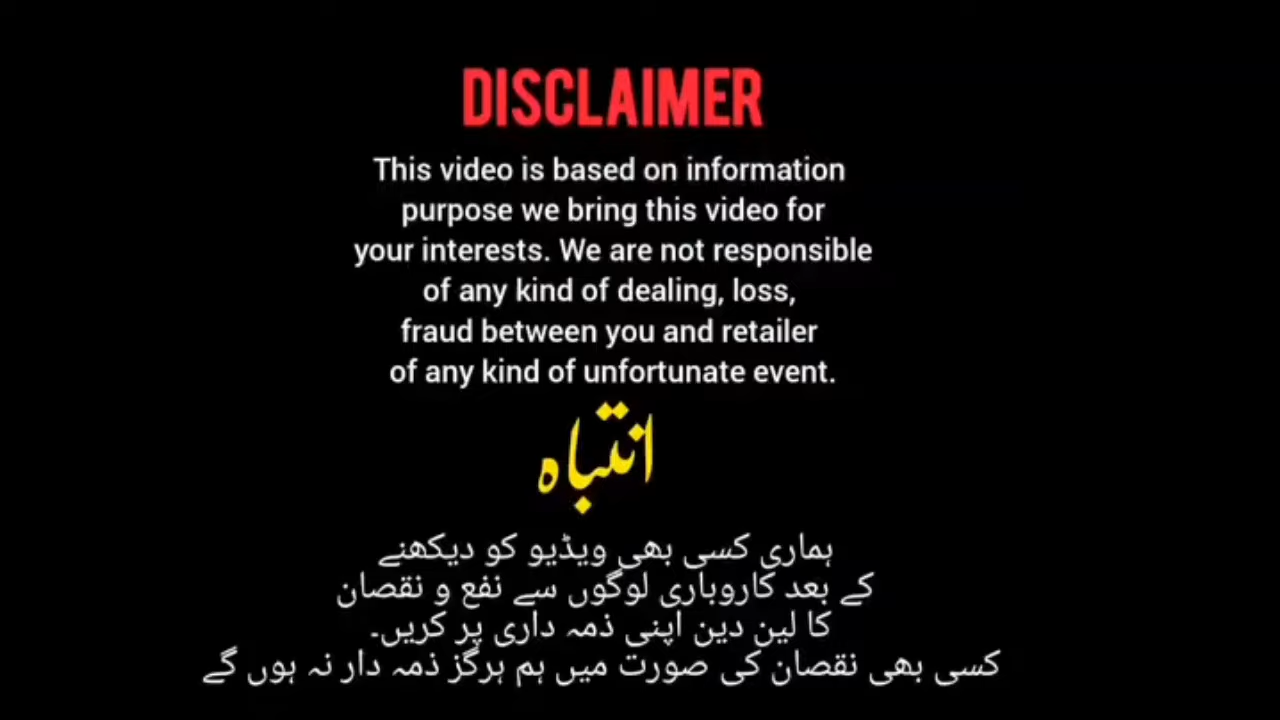 DISCLAIMER
This video is based on information
purpose we bring this video for
your interests. We are not responsible
of any kind of dealing, loss,
fraud between you and retailer
of any kind of unfortunate event.
انتباہ
ہماری کسی بھی ویڈیو کو دیکھنے
کے بعد کاروباری لوگوں سے نفع و نقصان
کا لین دین اپنی ذمہ داری پر کریں۔
کسی بھی نقصان کی صورت میں ہم ہرگز ذمہ دار نہ ہوں گے